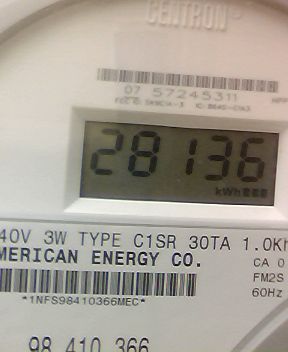 CENTRON®
07 57245311
28136
kWh
40V 3W TYPE C1SR 30TA 1.0Kh
MERICAN ENERGY CO.
CA 0
FM2S
60Hz
*1NFS98410366MEC*
98 410 366